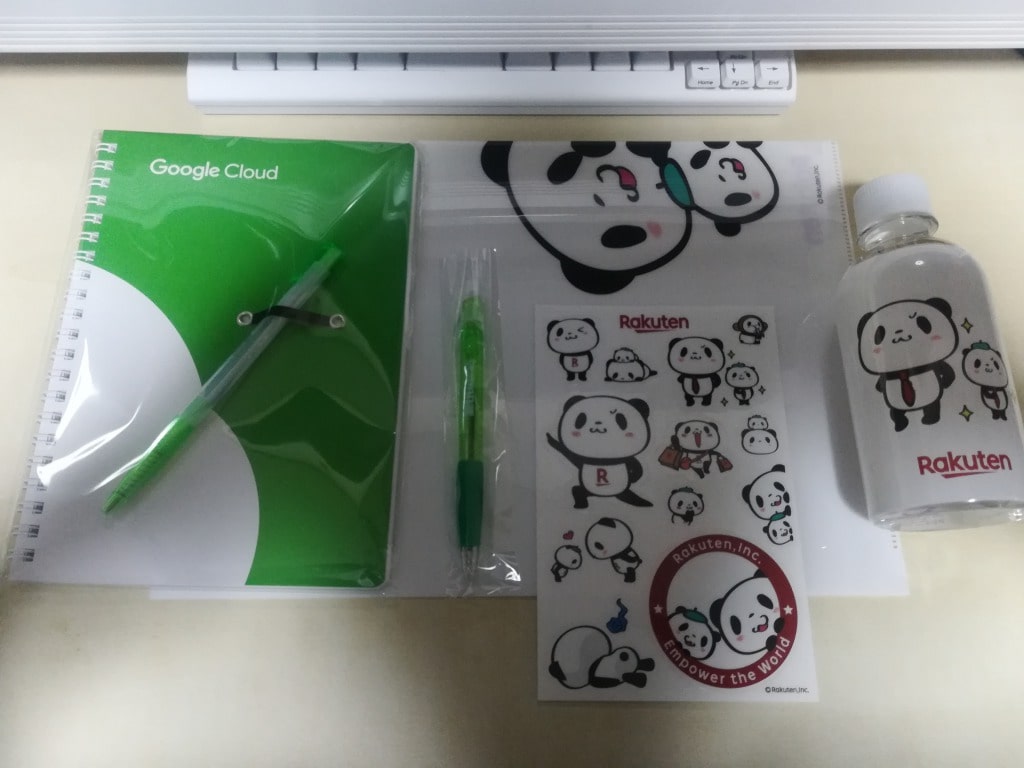 Home
Pg Dn
End
Google Cloud
©Rakuten,Inc.
Rakuten
R
R
Rakuten,Inc.
Empower the World
©Rakuten,Inc.
Rakuten